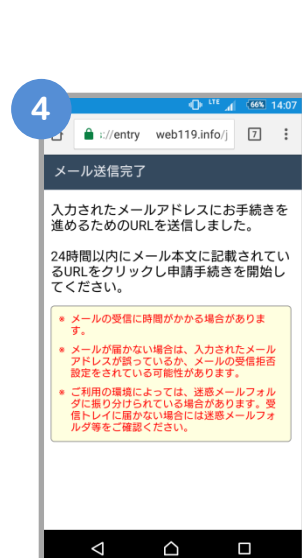 4
LTE 66% 14:07
://entry web119.info/j 7
メール送信完了
入力されたメールアドレスにお手続きを
進めるためのURLを送信しました。
24時間以内にメール本文に記載されてい
るURLをクリックし申請手続きを開始し
てください。
※ メールの受信に時間がかかる場合がありま
す。
※ メールが届かない場合は、入力されたメール
アドレスが誤っているか、メールの受信拒否
設定をされている可能性があります。
※ ご利用の環境によっては、迷惑メールフォル
ダに振り分けられている場合があります。受
信トレイに届かない場合には迷惑メールフォ
ルダ等をご確認ください。